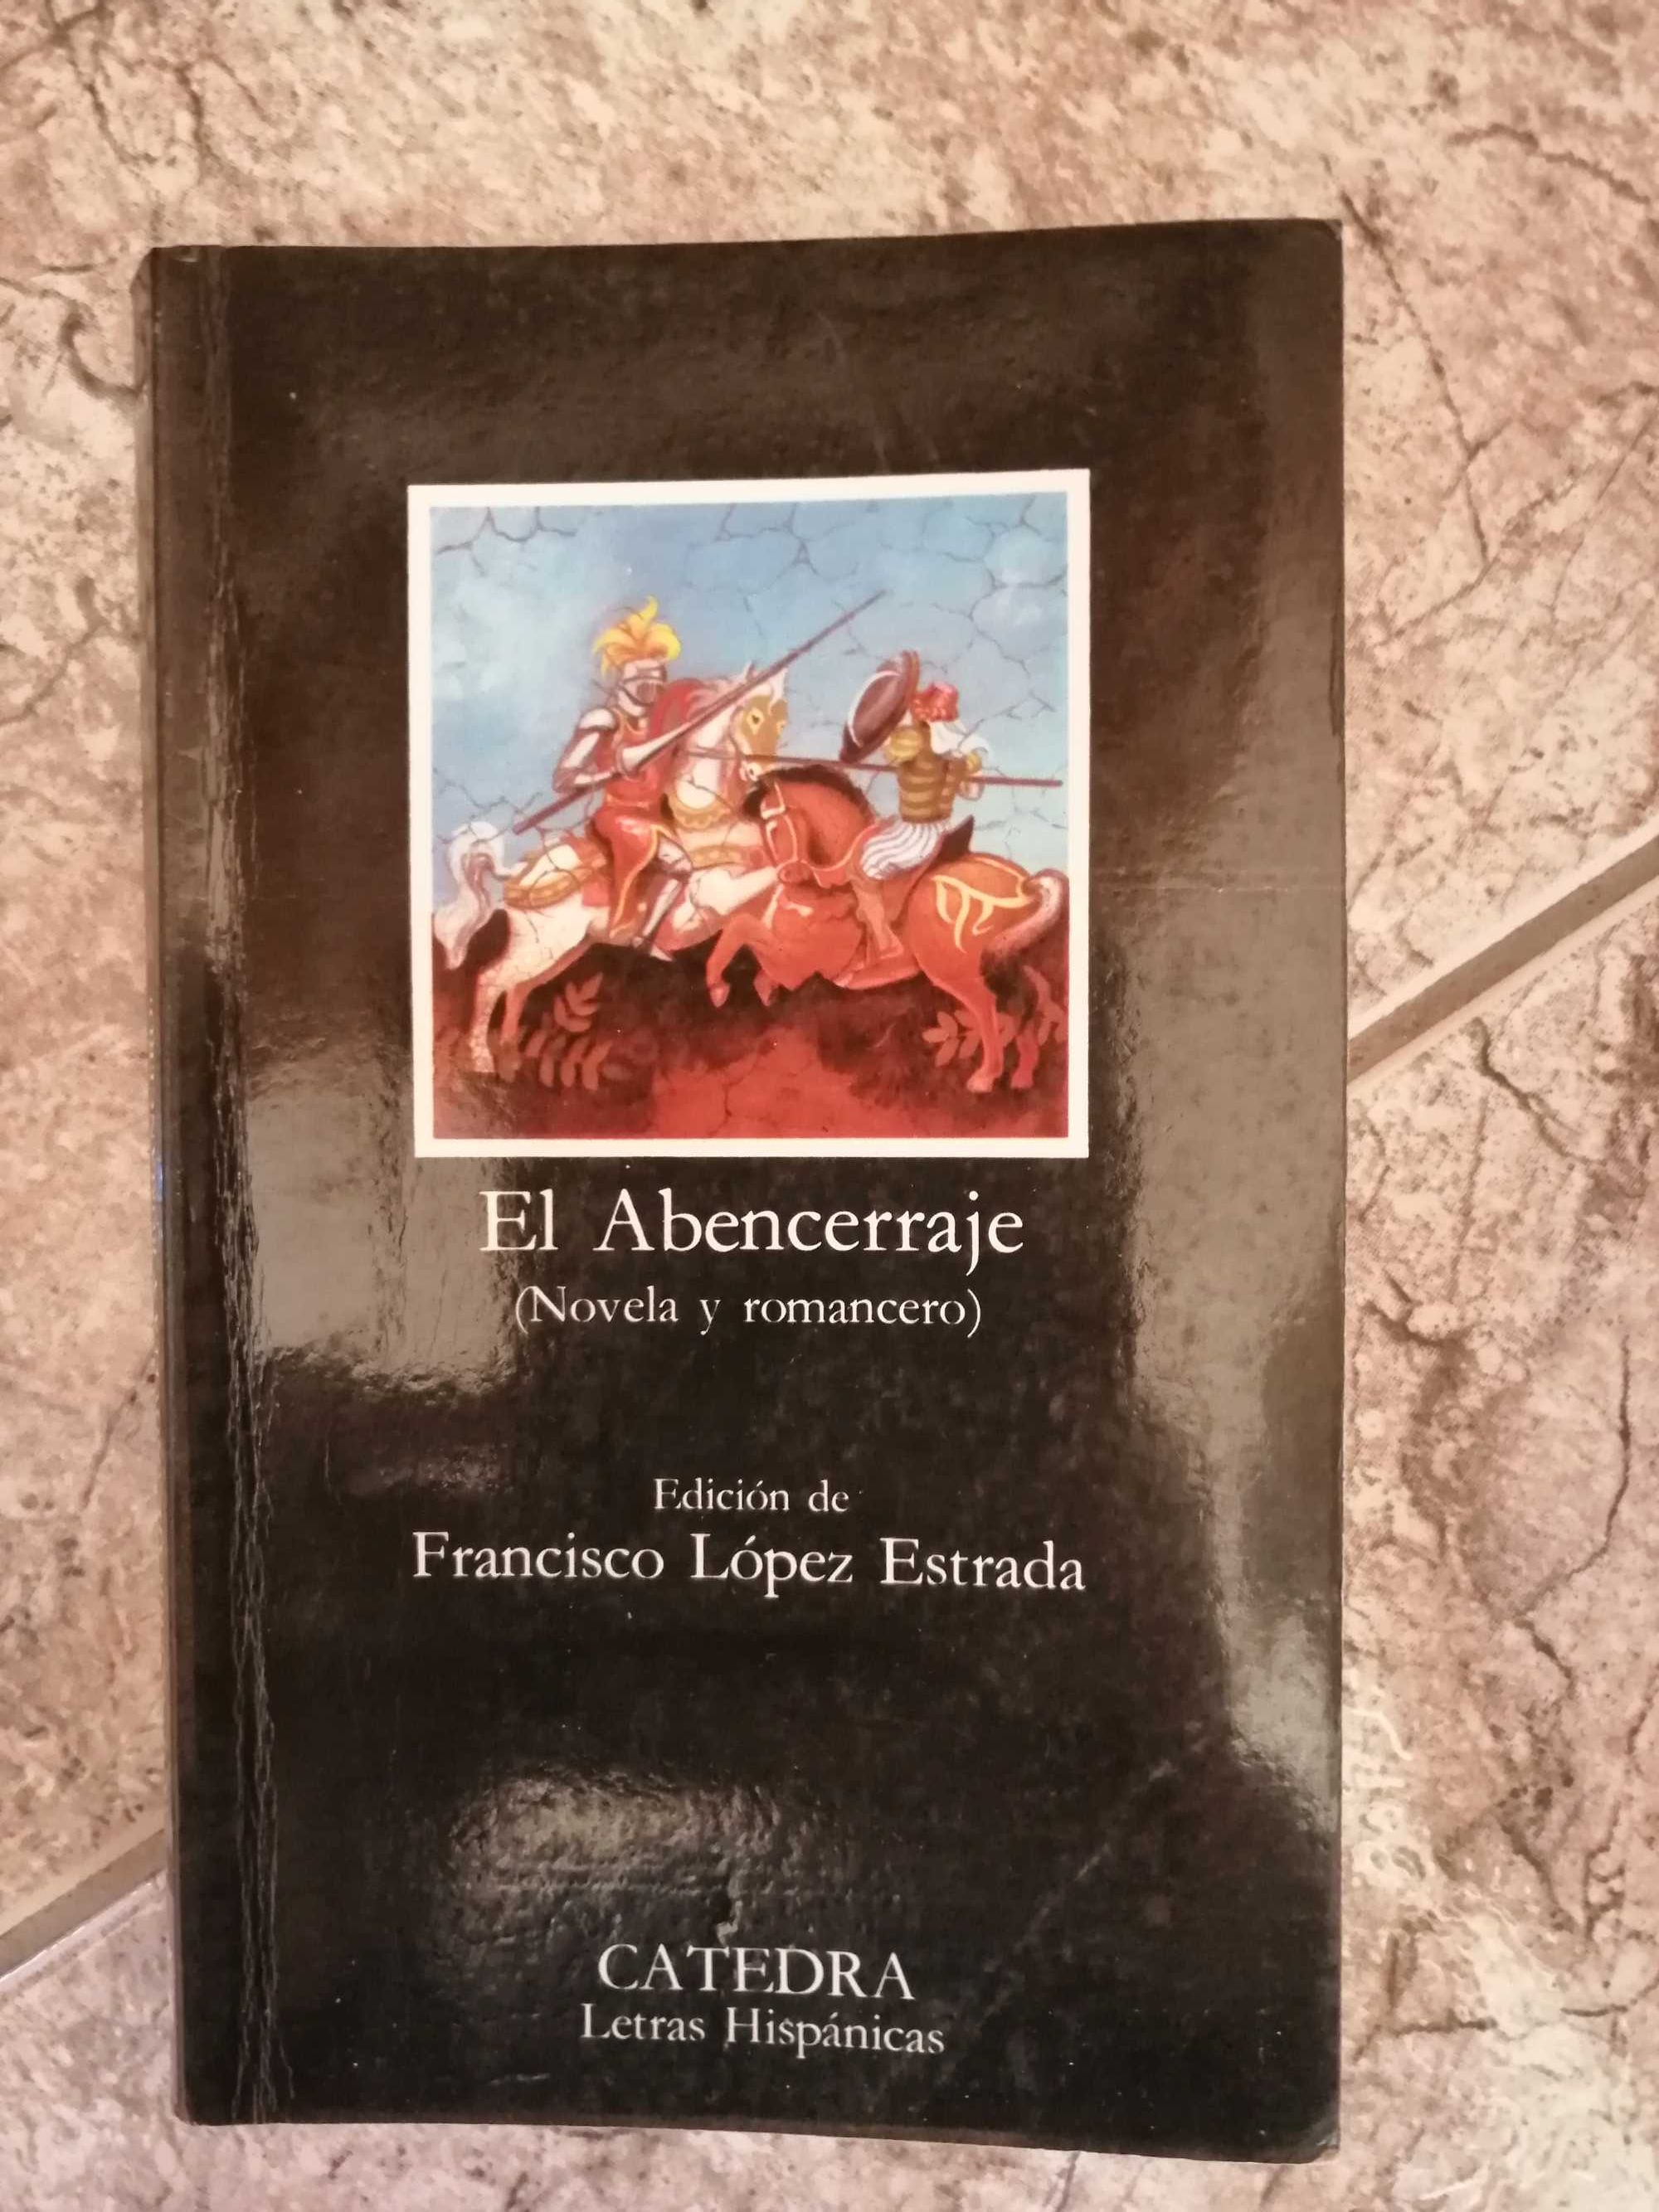 El Abencerraje
(Novela y romancero)
Edición de
Francisco López Estrada
CATEDRA
Letras Hispánicas